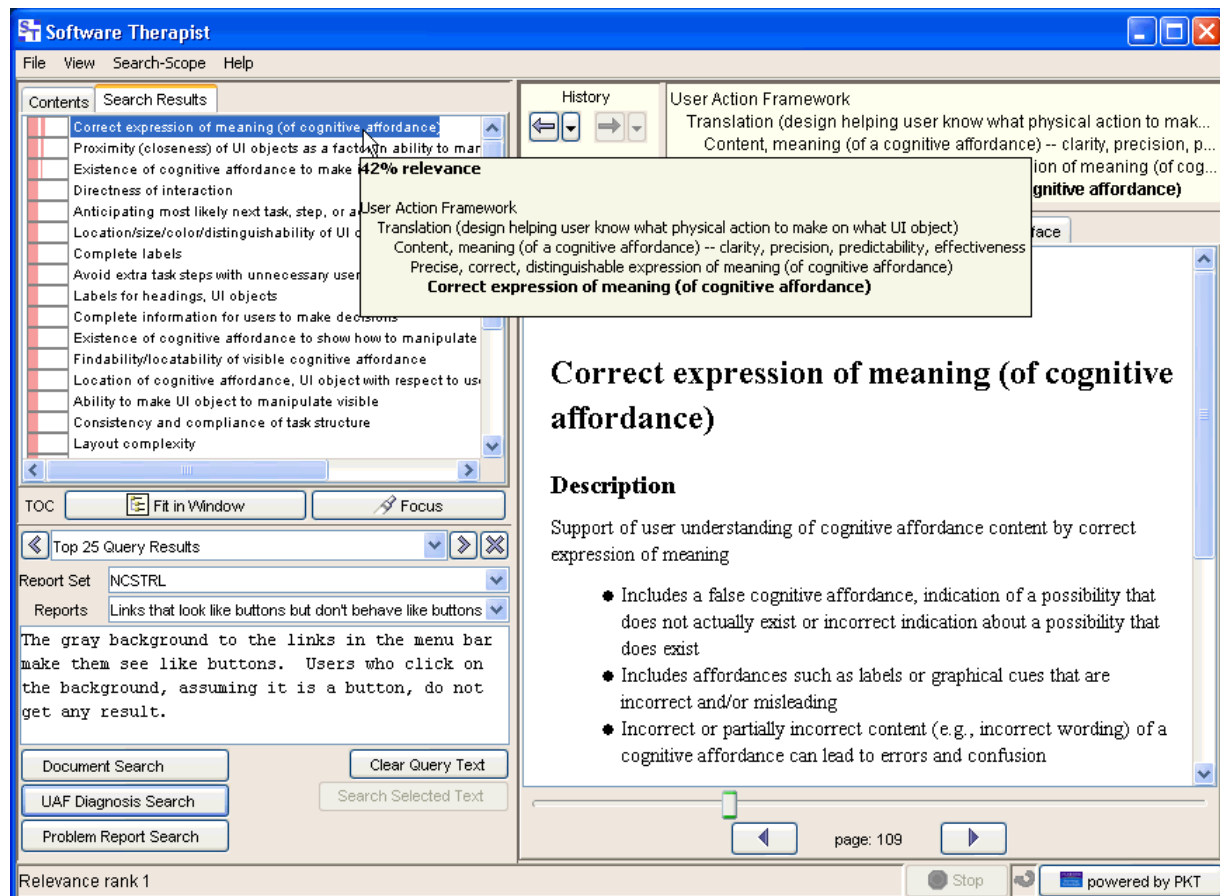 Software Therapist
File View Search-Scope Help
Contents Search Results
Correct expression of meaning (of cognitive affordance)
Proximity (closeness) of UI objects as a factor in ability to mar
Existence of cognitive affordance to make i
Directness of interaction
Anticipating most likely next task, step, or a
Location/size/color/distinguishability of UI o
Complete labels
Avoid extra task steps with unnecessary user
Labels for headings, UI objects
Complete information for users to make decisions
Existence of cognitive affordance to show how to manipulate
Findability/locatability of visible cognitive affordance
Location of cognitive affordance, UI object with respect to us
Ability to make UI object to manipulate visible
Consistency and compliance of task structure
Layout complexity
TOC Fit in Window Focus
Top 25 Query Results
Report Set NCSTRL
Reports Links that look like buttons but don't behave like buttons
The gray background to the links in the menu bar
make them see like buttons. Users who click on
the background, assuming it is a button, do not
get any result.
Document Search Clear Query Text
UAF Diagnosis Search Search Selected Text
Problem Report Search
Relevance rank 1
History
User Action Framework
Translation (design helping user know what physical action to mak...
Content, meaning (of a cognitive affordance) -- clarity, precision, p...
ion of meaning (of cog...
gnitive affordance)
42% relevance
User Action Framework
Translation (design helping user know what physical action to make on what UI object)
Content, meaning (of a cognitive affordance) -- clarity, precision, predictability, effectiveness
Precise, correct, distinguishable expression of meaning (of cognitive affordance)
Correct expression of meaning (of cognitive affordance)
face
Correct expression of meaning (of cognitive
affordance)
Description
Support of user understanding of cognitive affordance content by correct
expression of meaning
Includes a false cognitive affordance, indication of a possibility that
does not actually exist or incorrect indication about a possibility that
does exist
Includes affordances such as labels or graphical cues that are
incorrect and/or misleading
Incorrect or partially incorrect content (e.g., incorrect wording) of a
cognitive affordance can lead to errors and confusion
page: 109
Stop powered by PKT